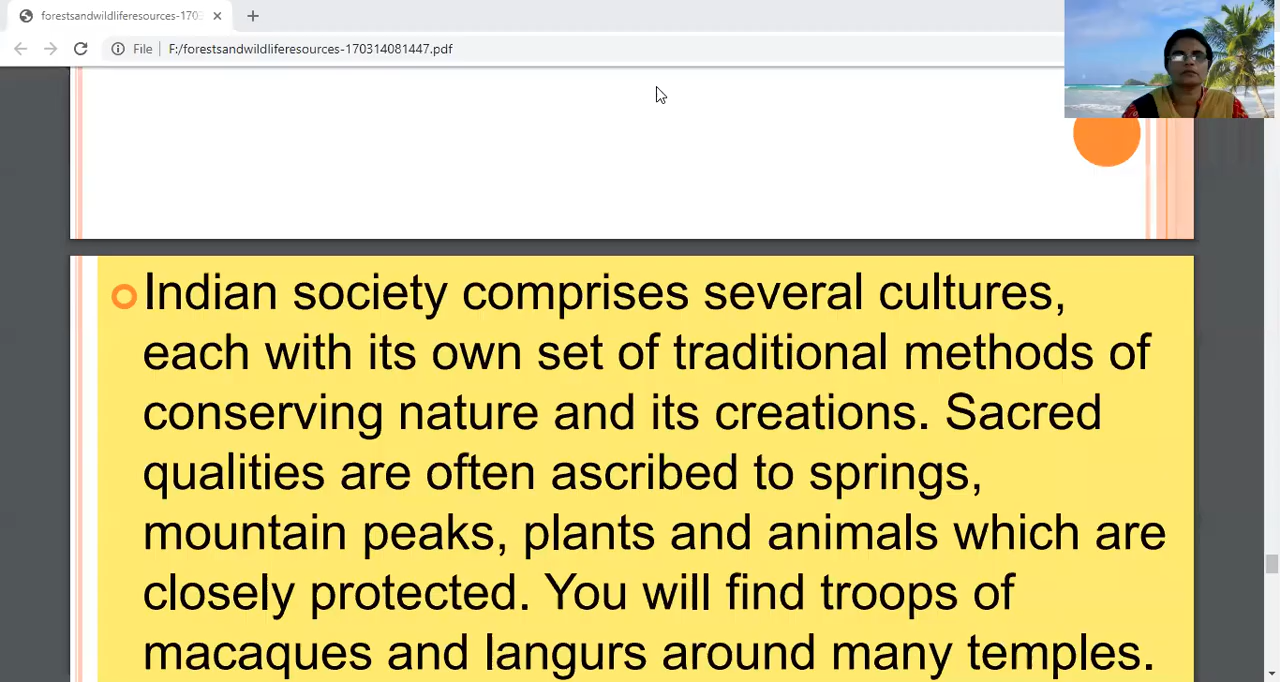 forestsandwildliferesources-1703
File
F:/forestsandwildliferesources-170314081447.pdf
Indian society comprises several cultures,
each with its own set of traditional methods of
conserving nature and its creations. Sacred
qualities are often ascribed to springs,
mountain peaks, plants and animals which are
closely protected. You will find troops of
macaques and langurs around many temples.